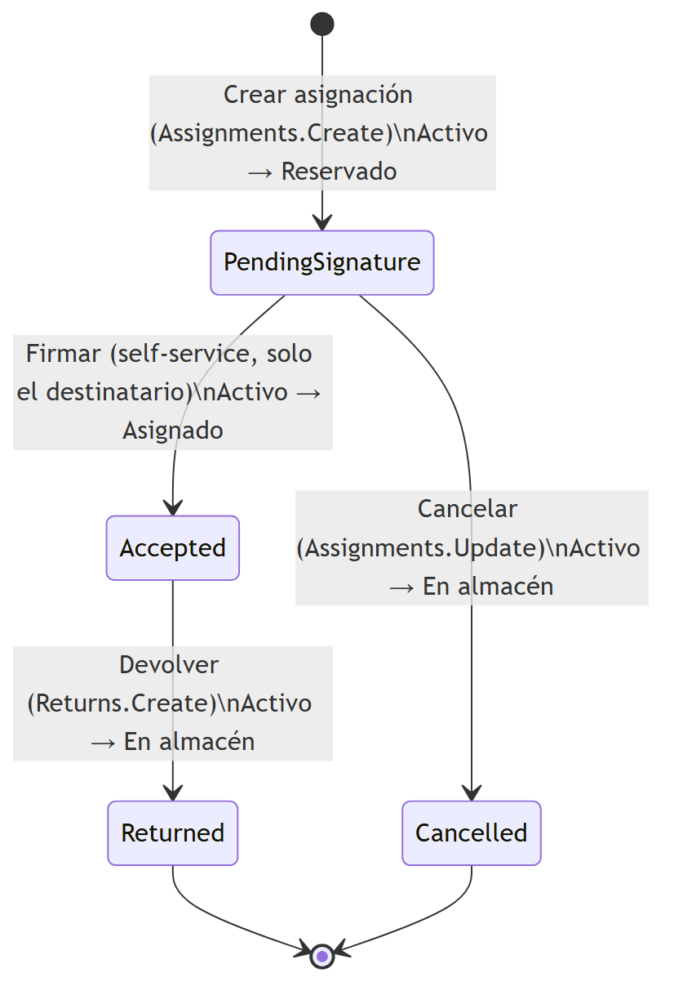 Crear asignación
(Assignments.Create)\nActivo
→ Reservado
PendingSignature
Firmar (self-service, solo
el destinatario)\nActivo →
Asignado
Cancelar
(Assignments.Update)\nActivo
→ En almacén
Accepted
Devolver
(Returns.Create)\nActivo
→ En almacén
Returned
Cancelled